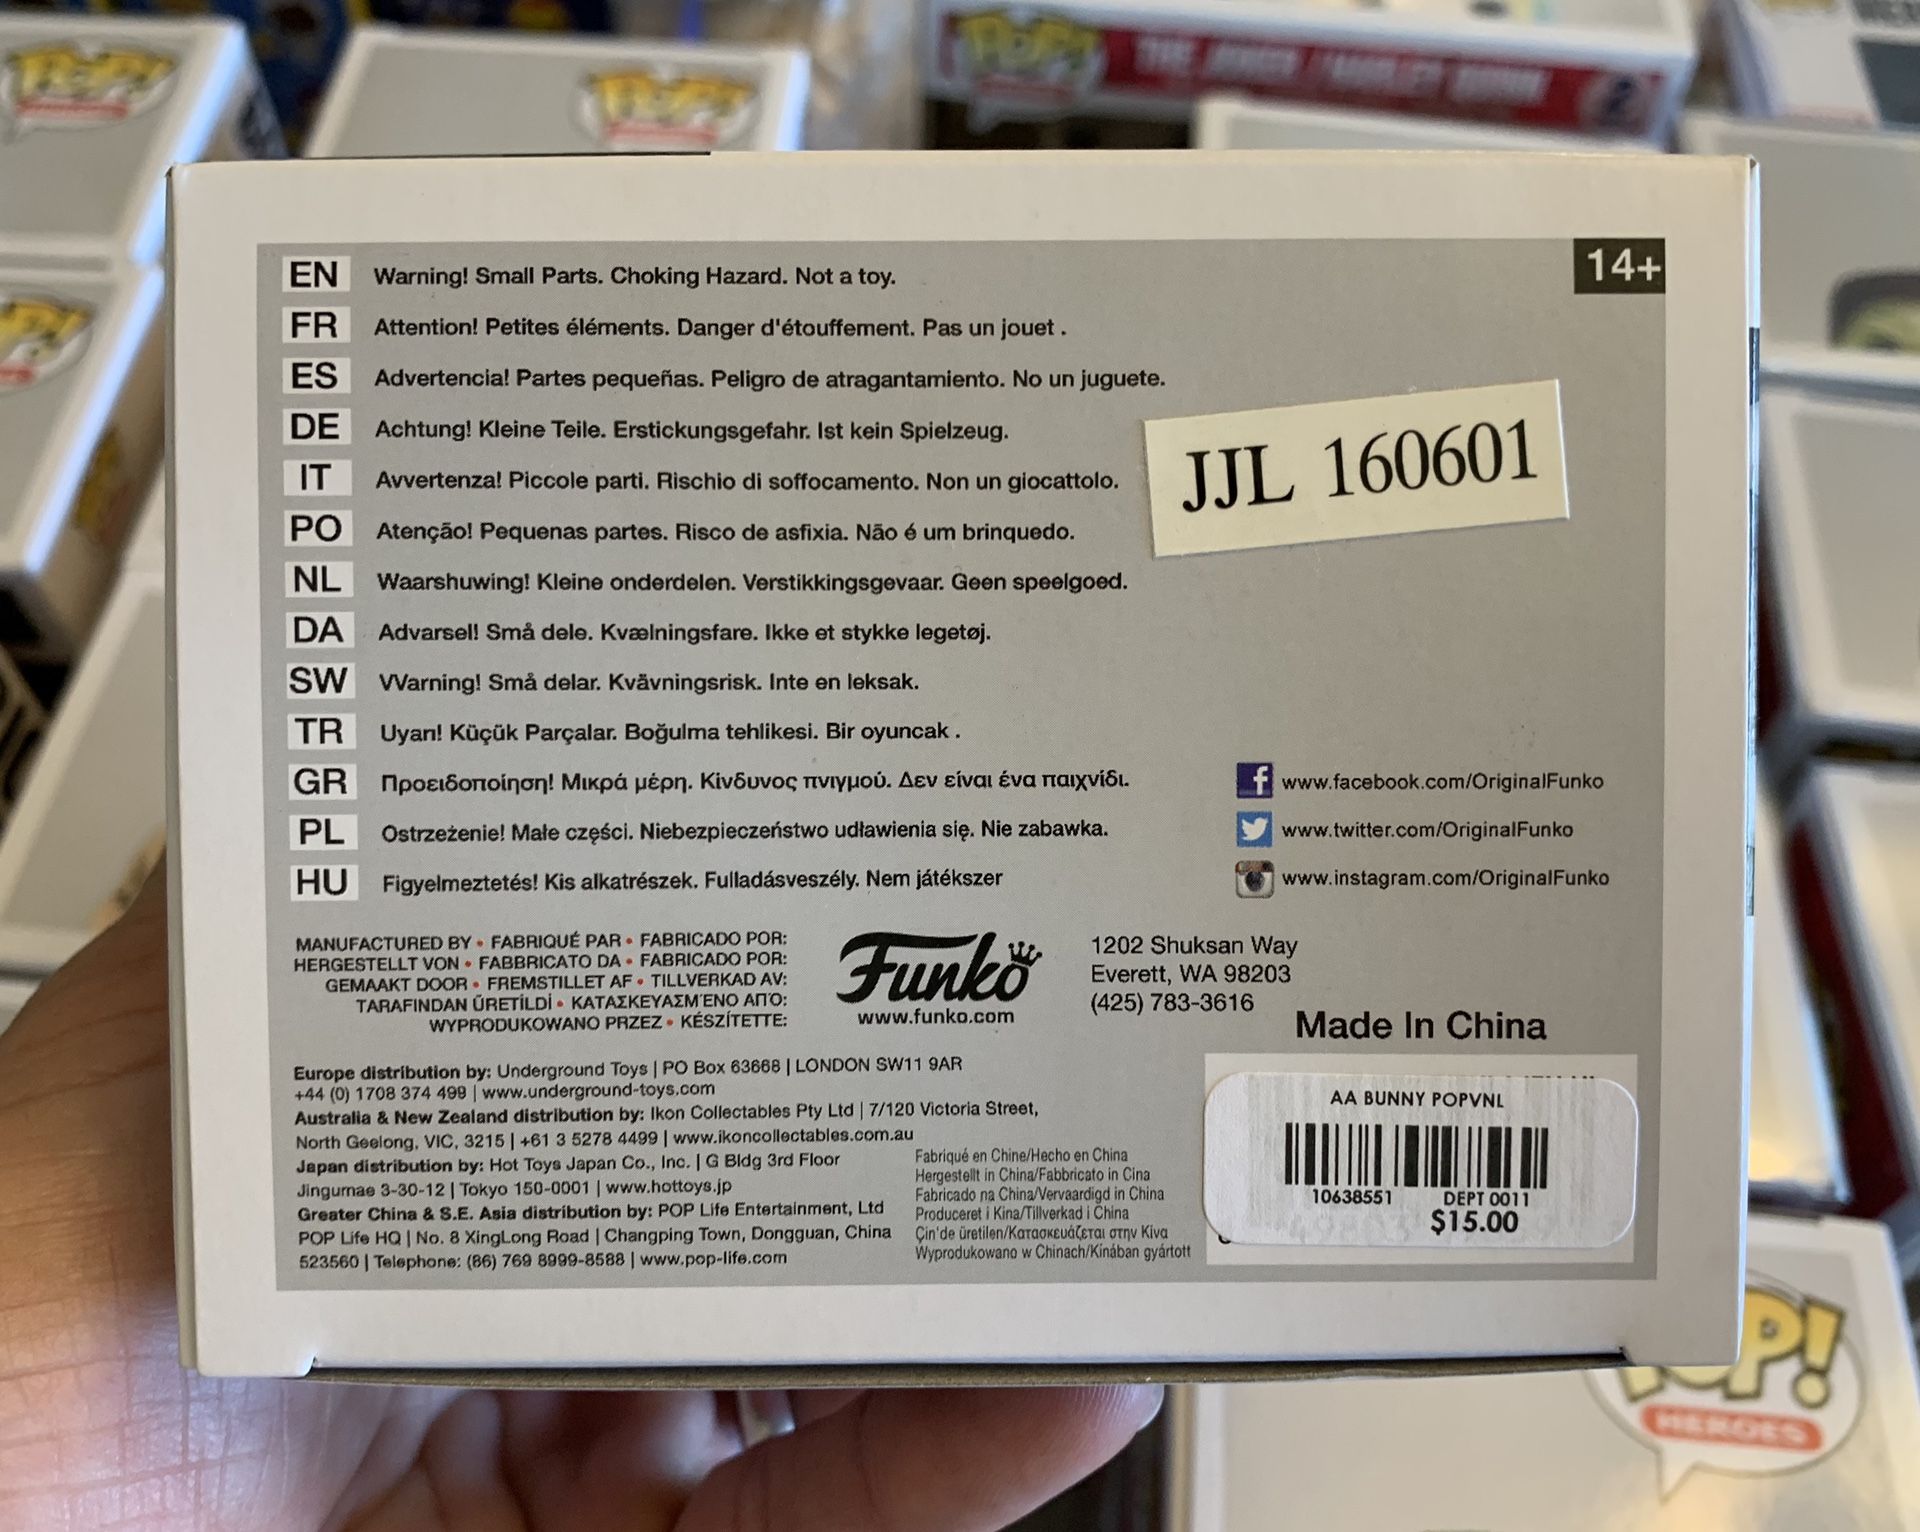 POP!
POP!
POP!
EN Warning! Small Parts. Choking Hazard. Not a toy.
14+
FR Attention! Petites éléments. Danger d'étouffement. Pas un jouet .
ES Advertencia! Partes pequeñas. Peligro de atragantamiento. No un juguete.
DE Achtung! Kleine Teile. Erstickungsgefahr. Ist kein Spielzeug.
JJL 160601
IT Avvertenza! Piccole parti. Rischio di soffocamento. Non un giocattolo.
PO Atenção! Pequenas partes. Risco de asfixia. Não é um brinquedo.
NL Waarshuwing! Kleine onderdelen. Verstikkingsgevaar. Geen speelgoed.
DA Advarsel! Små dele. Kvælningsfare. Ikke et stykke legetøj.
SW VVarning! Små delar. Kvävningsrisk. Inte en leksak.
TR Uyarı! Küçük Parçalar. Boğulma tehlikesi. Bir oyuncak .
GR Προειδοποίηση! Μικρά μέρη. Κίνδυνος πνιγμού. Δεν είναι ένα παιχνίδι.
PL Ostrzeżenie! Małe części. Niebezpieczeństwo udławienia się. Nie zabawka.
HU Figyelmeztetés! Kis alkatrészek. Fulladásveszély. Nem játékszer
www.facebook.com/OriginalFunko
www.twitter.com/OriginalFunko
www.instagram.com/OriginalFunko
MANUFACTURED BY • FABRIQUÉ PAR • FABRICADO POR:
HERGESTELLT VON • FABBRICATO DA • FABRICADO POR:
GEMAAKT DOOR • FREMSTILLET AF • TILLVERKAD AV:
TARAFINDAN ÜRETİLDİ • ΚΑΤΑΣΚΕΥΑΣΜΈΝΟ ΑΠΌ:
WYPRODUKOWANO PRZEZ • KÉSZÍTETTE:
Funko
www.funko.com
1202 Shuksan Way
Everett, WA 98203
(425) 783-3616
Made In China
Europe distribution by: Underground Toys | PO Box 63668 | LONDON SW11 9AR
+44 (0) 1708 374 499 | www.underground-toys.com
Australia & New Zealand distribution by: Ikon Collectables Pty Ltd | 7/120 Victoria Street,
North Geelong, VIC, 3215 | +61 3 5278 4499 | www.ikoncollectables.com.au
Japan distribution by: Hot Toys Japan Co., Inc. | G Bldg 3rd Floor
Jingumae 3-30-12 | Tokyo 150-0001 | www.hottoys.jp
Greater China & S.E. Asia distribution by: POP Life Entertainment, Ltd
POP Life HQ | No. 8 XingLong Road | Changping Town, Dongguan, China
523560 | Telephone: (86) 769 8999-8588 | www.pop-life.com
Fabriqué en Chine/Hecho en China
Hergestellt in China/Fabbricato in Cina
Fabricado na China/Vervaardigd in China
Produceret i Kina/Tillverkad i China
Çin'de üretilen/Κατασκευάζεται στην Κίνα
Wyprodukowano w Chinach/Kínában gyártott
AA BUNNY POPVNL
10638551 DEPT 0011
$15.00
HEROES